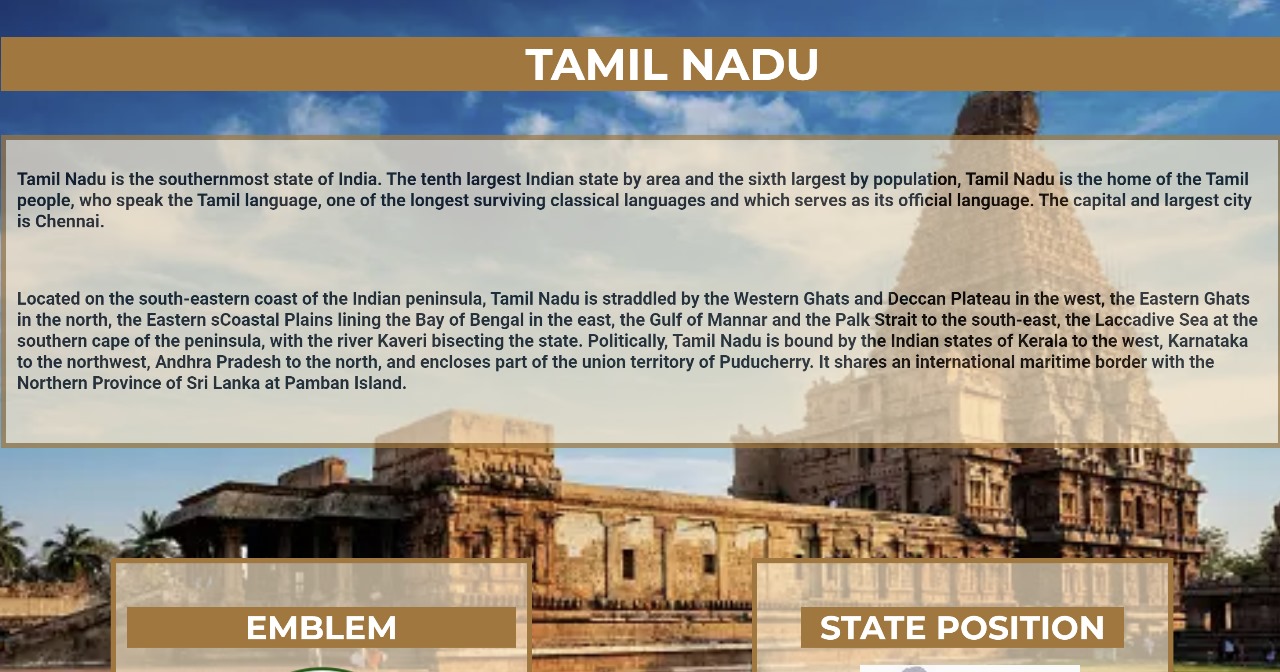 TAMIL NADU
Tamil Nadu is the southernmost state of India. The tenth largest Indian state by area and the sixth largest by population, Tamil Nadu is the home of the Tamil
people, who speak the Tamil language, one of the longest surviving classical languages and which serves as its official language. The capital and largest city
is Chennai.
Located on the south-eastern coast of the Indian peninsula, Tamil Nadu is straddled by the Western Ghats and Deccan Plateau in the west, the Eastern Ghats
in the north, the Eastern sCoastal Plains lining the Bay of Bengal in the east, the Gulf of Mannar and the Palk Strait to the south-east, the Laccadive Sea at the
southern cape of the peninsula, with the river Kaveri bisecting the state. Politically, Tamil Nadu is bound by the Indian states of Kerala to the west, Karnataka
to the northwest, Andhra Pradesh to the north, and encloses part of the union territory of Puducherry. It shares an international maritime border with the
Northern Province of Sri Lanka at Pamban Island.
EMBLEM
STATE POSITION